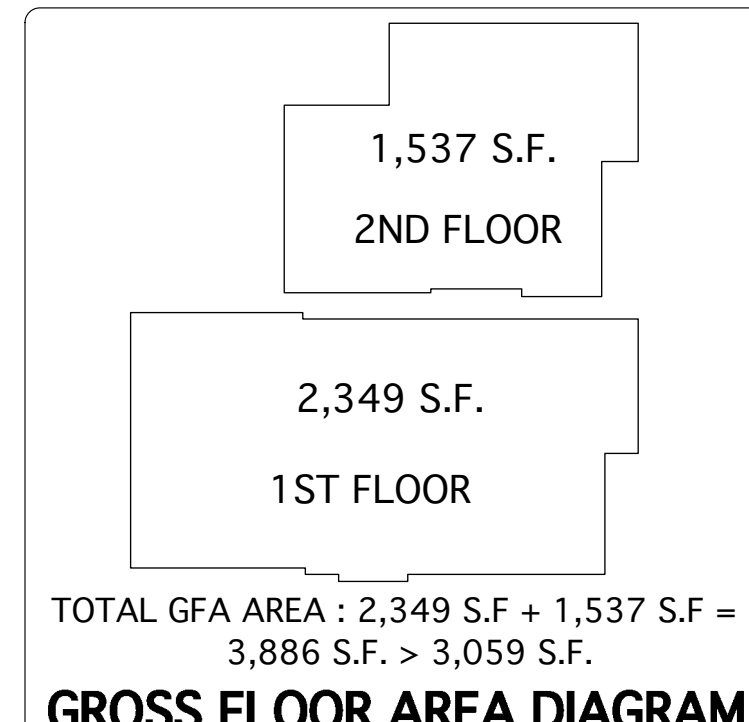 1,537 S.F.
2ND FLOOR
2,349 S.F.
1ST FLOOR
TOTAL GFA AREA : 2,349 S.F + 1,537 S.F =
3,886 S.F. > 3,059 S.F.
GROSS FLOOR AREA DIAGRAM